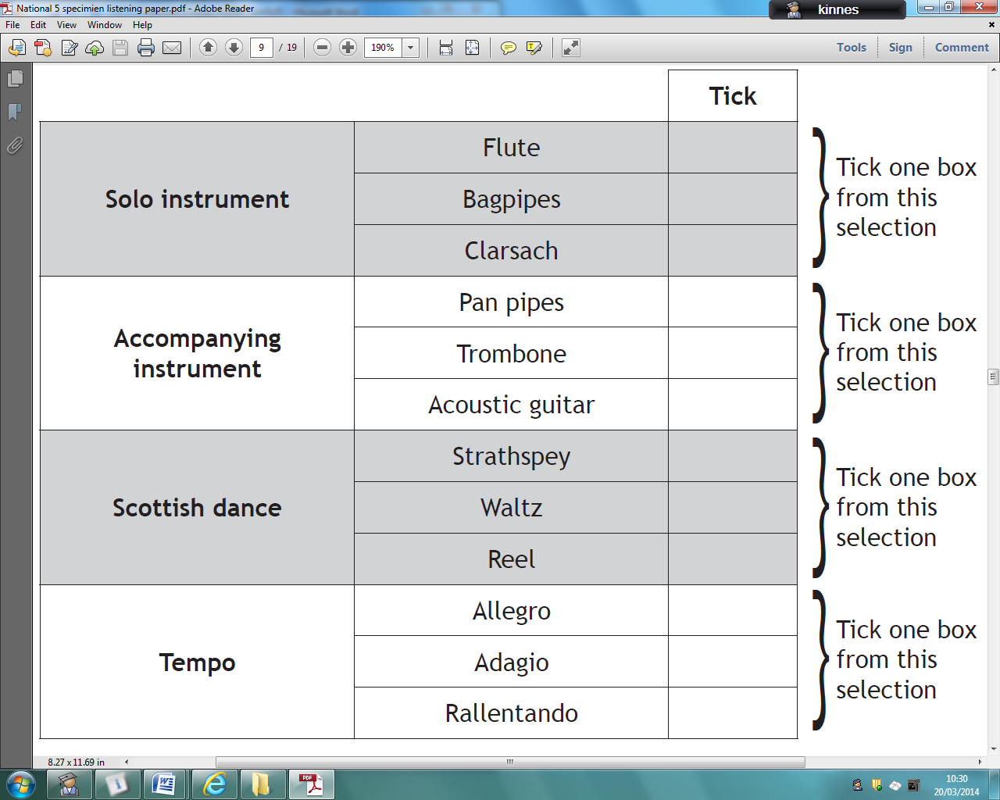 National 5 specimien listening paper.pdf - Adobe Reader
kinnes
File Edit View Window Help
9 / 19
190%
Tools Sign Comment
Tick
Solo instrument
Flute
Bagpipes
Clarsach
Tick one box
from this
selection
Accompanying
instrument
Pan pipes
Trombone
Acoustic guitar
Tick one box
from this
selection
Scottish dance
Strathspey
Waltz
Reel
Tick one box
from this
selection
Tempo
Allegro
Adagio
Rallentando
Tick one box
from this
selection
8.27 x 11.69 in
PDF
10:30
20/03/2014